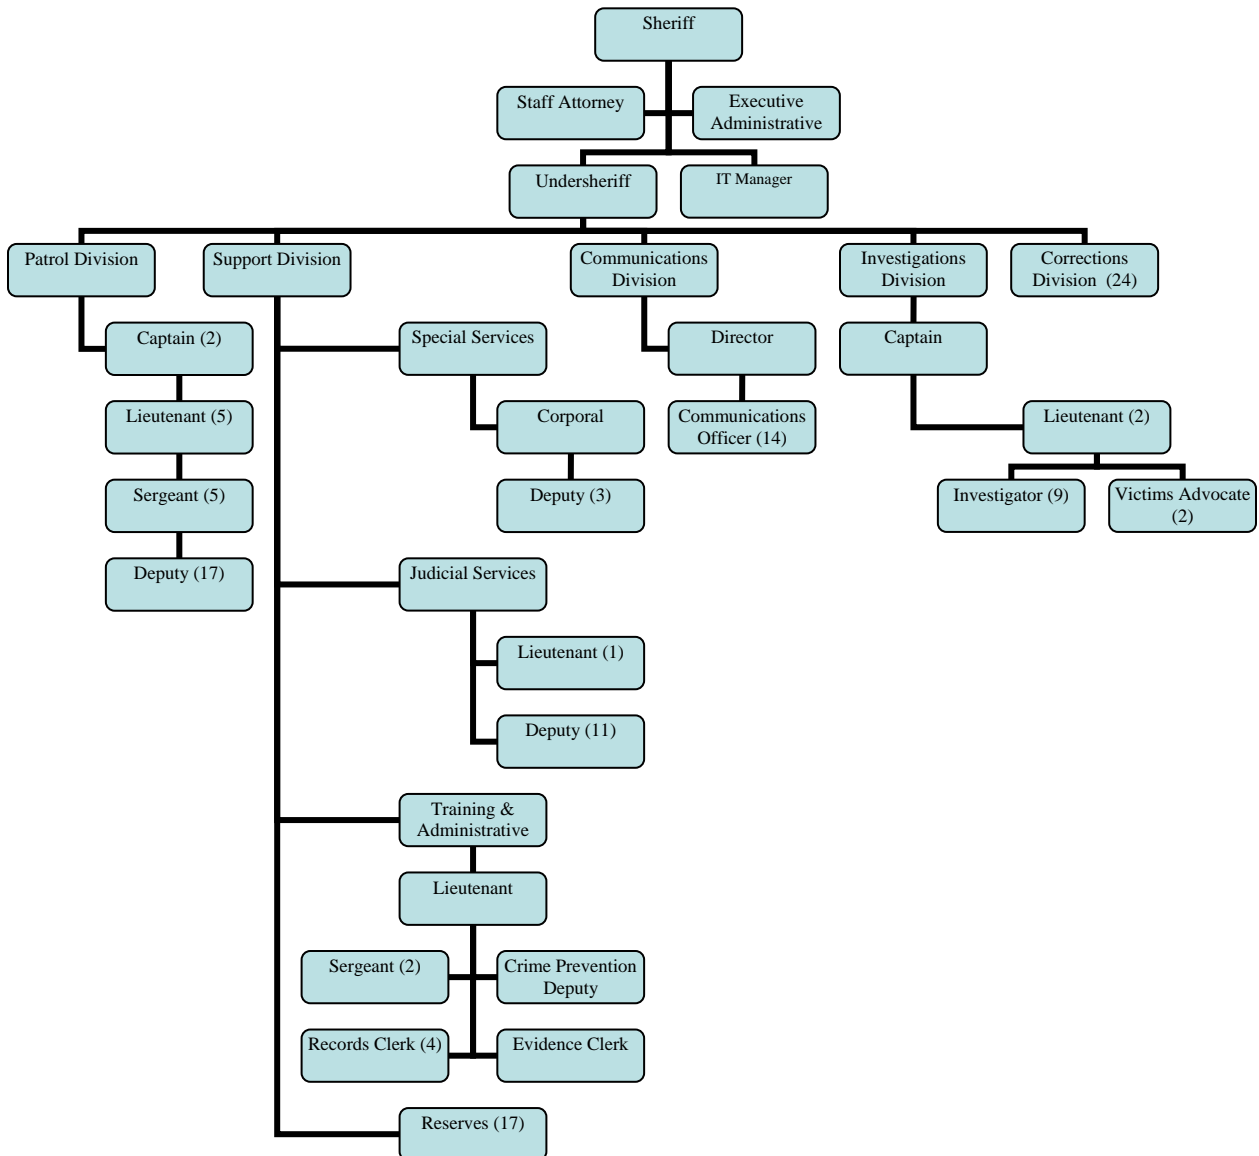 Sheriff
Staff Attorney
Executive
Administrative
Undersheriff
IT Manager
Patrol Division
Support Division
Communications
Division
Investigations
Division
Corrections
Division (24)
Captain (2)
Special Services
Director
Captain
Lieutenant (5)
Corporal
Communications
Officer (14)
Lieutenant (2)
Sergeant (5)
Deputy (3)
Investigator (9)
Victims Advocate
(2)
Deputy (17)
Judicial Services
Lieutenant (1)
Deputy (11)
Training &
Administrative
Lieutenant
Sergeant (2)
Crime Prevention
Deputy
Records Clerk (4)
Evidence Clerk
Reserves (17)